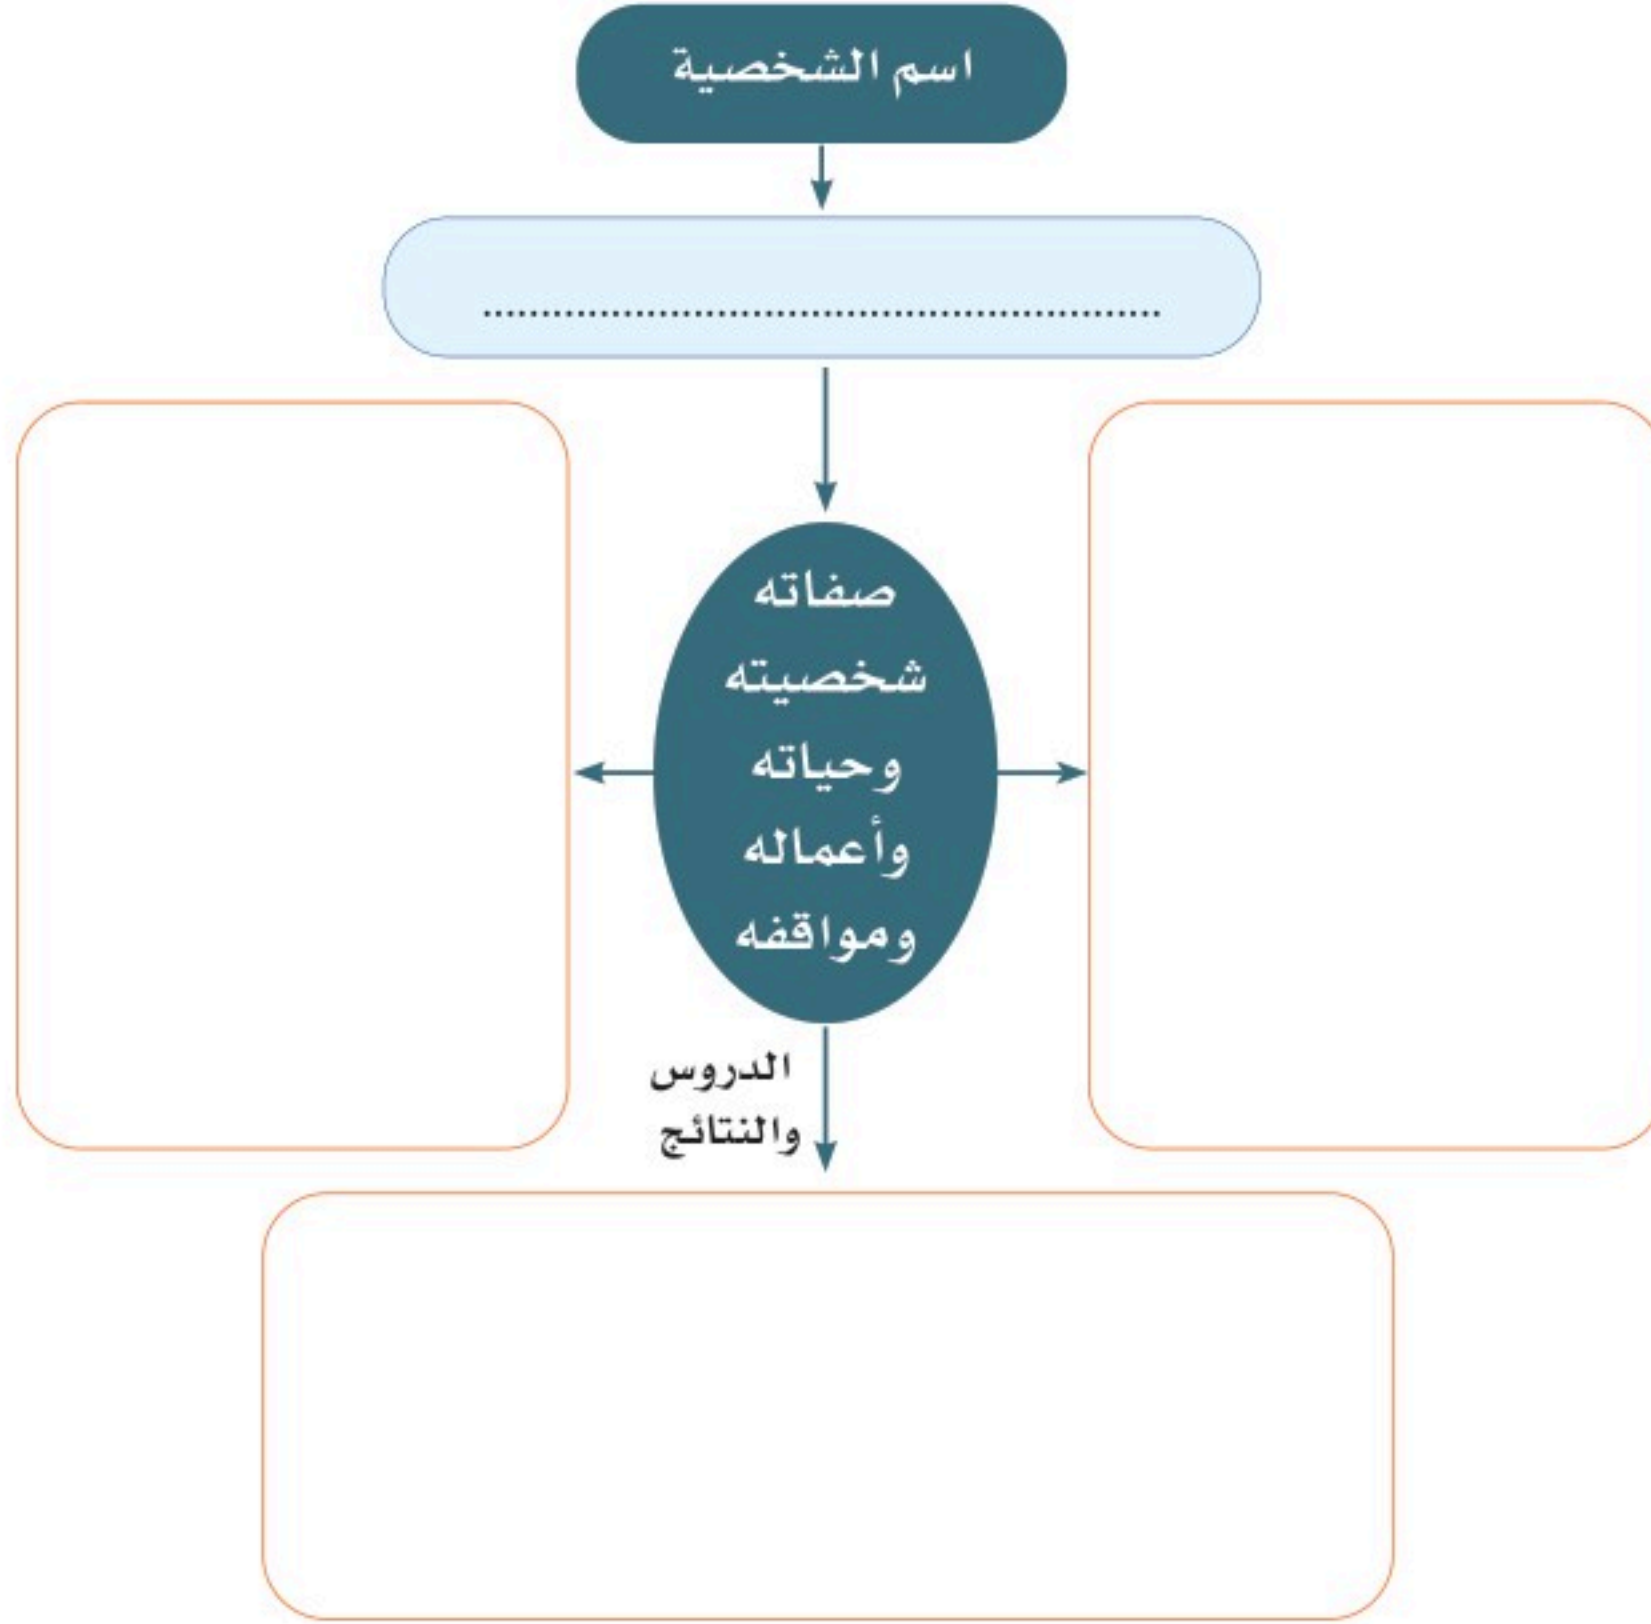 اسم الشخصية
........................................................
صفاته
شخصيته
وحياته
وأعماله
ومواقفه
الدروس
والنتائج